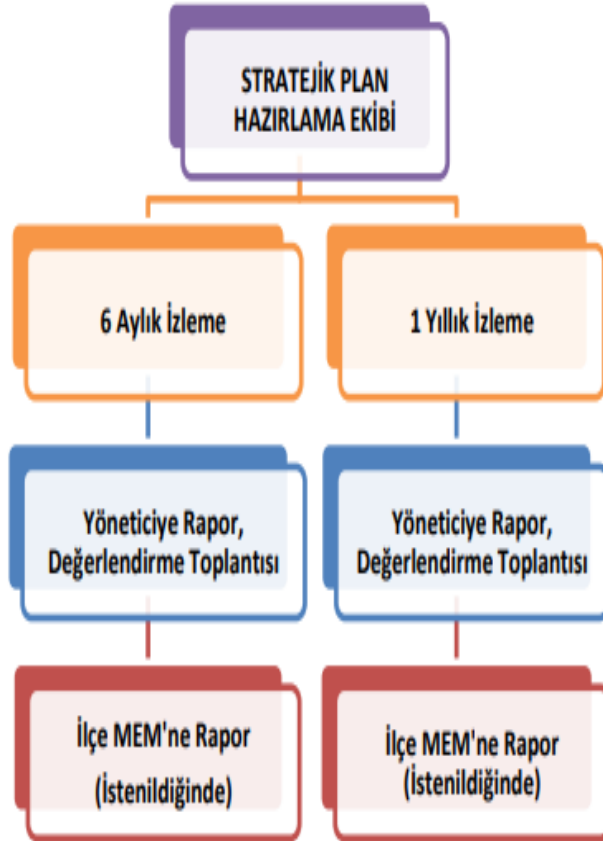 STRATEJİK PLAN
HAZIRLAMA EKİBİ
6 Aylık İzleme
1 Yıllık İzleme
Yöneticiye Rapor,
Değerlendirme Toplantısı
Yöneticiye Rapor,
Değerlendirme Toplantısı
İlçe MEM'ne Rapor
(İstenildiğinde)
İlçe MEM'ne Rapor
(İstenildiğinde)